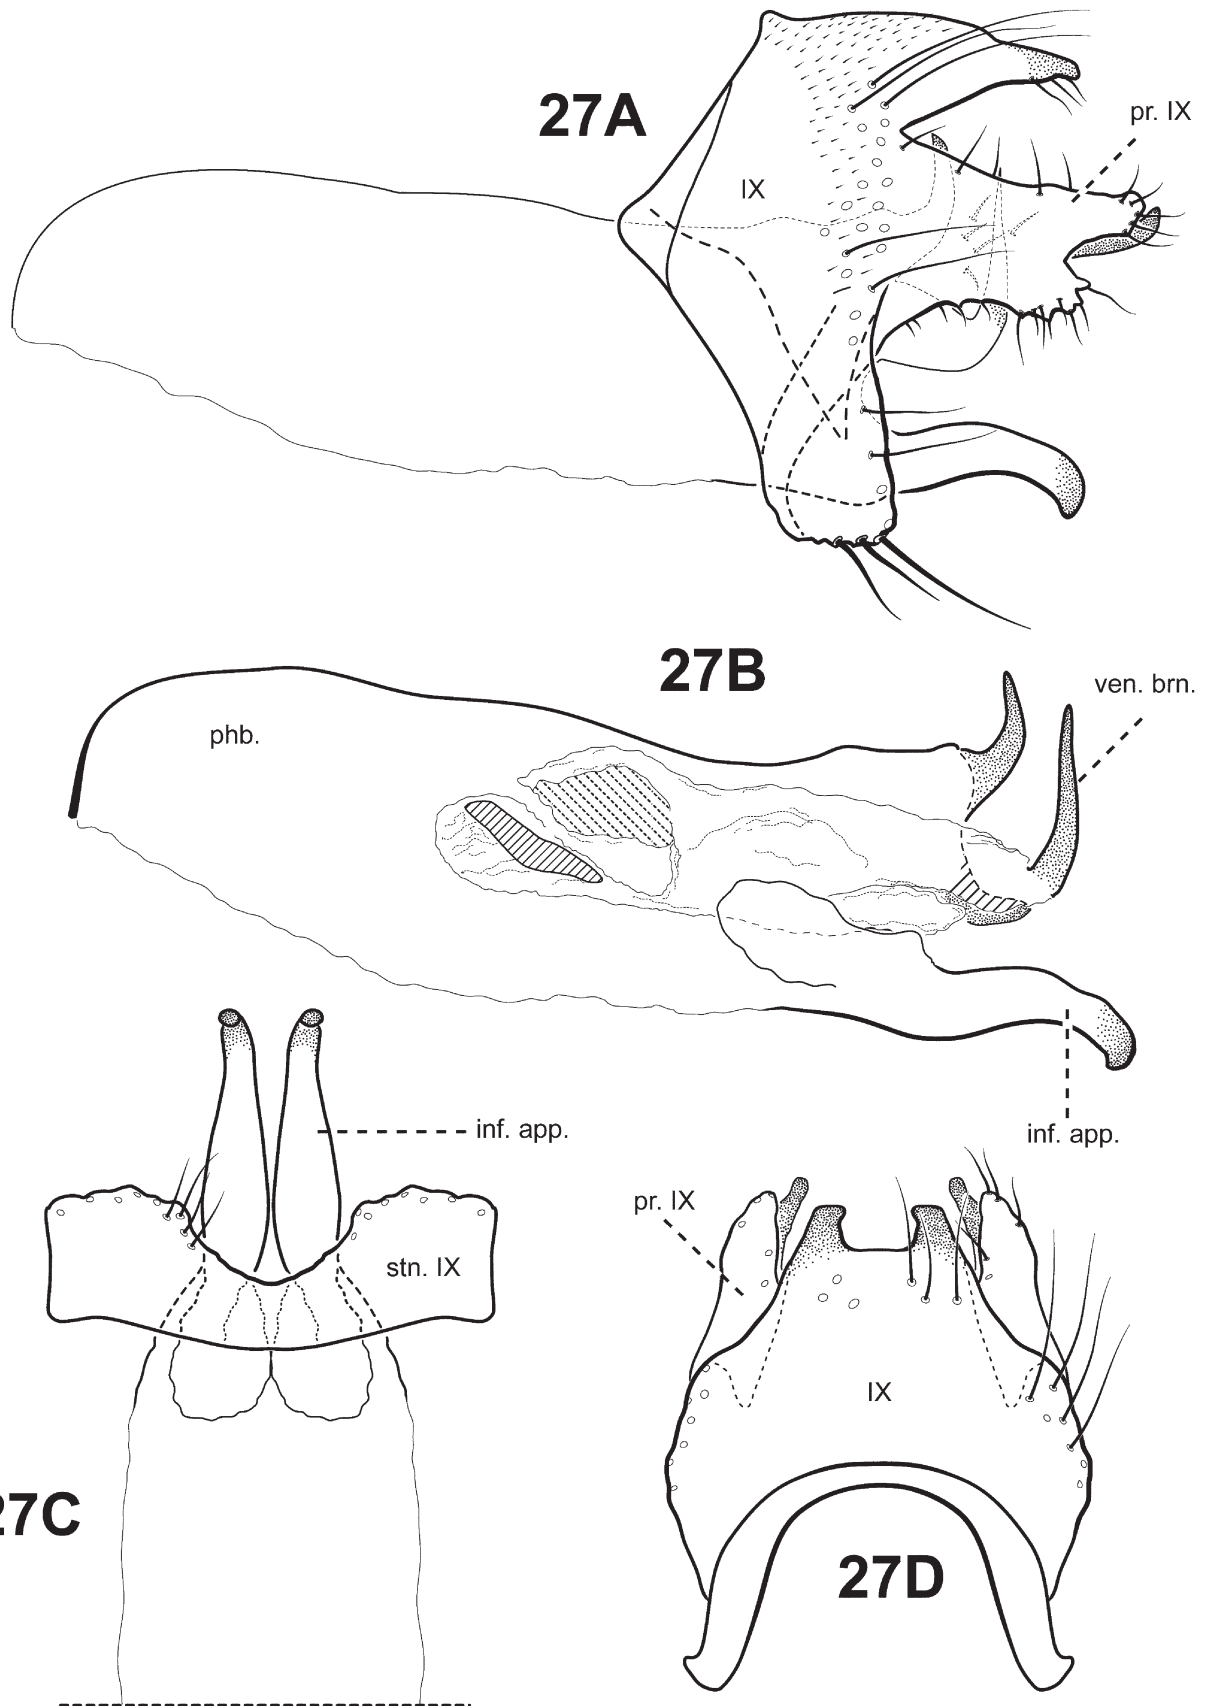 27A
pr. IX
IX
27B
ven. brn.
phb.
inf. app.
inf. app.
pr. IX
stn. IX
IX
27C
27D